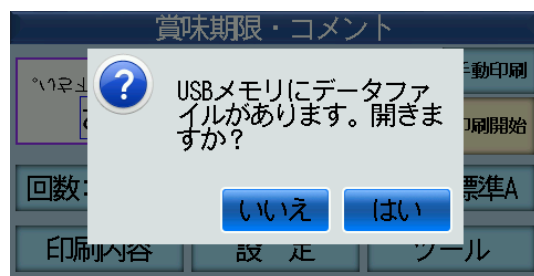 賞味期限・コメント
USBメモリにデータファ
イルがあります。開きま
すか？
いいえ
はい
動印刷
印刷開始
回数:
標準A
印刷内容
設 定
ツール